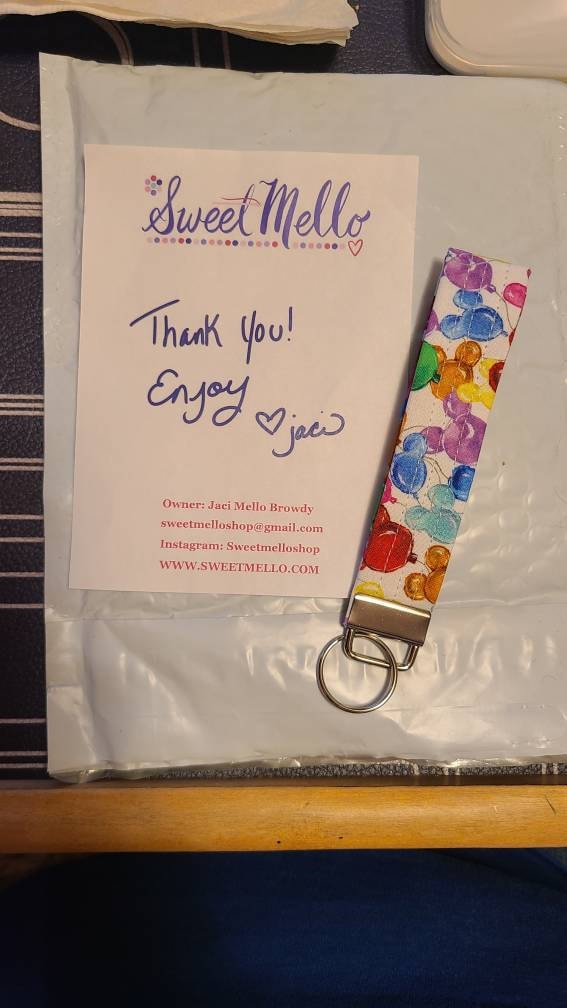 Sweet Mello
Thank You!
Enjoy
♡jaci
Owner: Jaci Mello Browdy
sweetmelloshop@gmail.com
Instagram: Sweetmelloshop
WWW.SWEETMELLO.COM